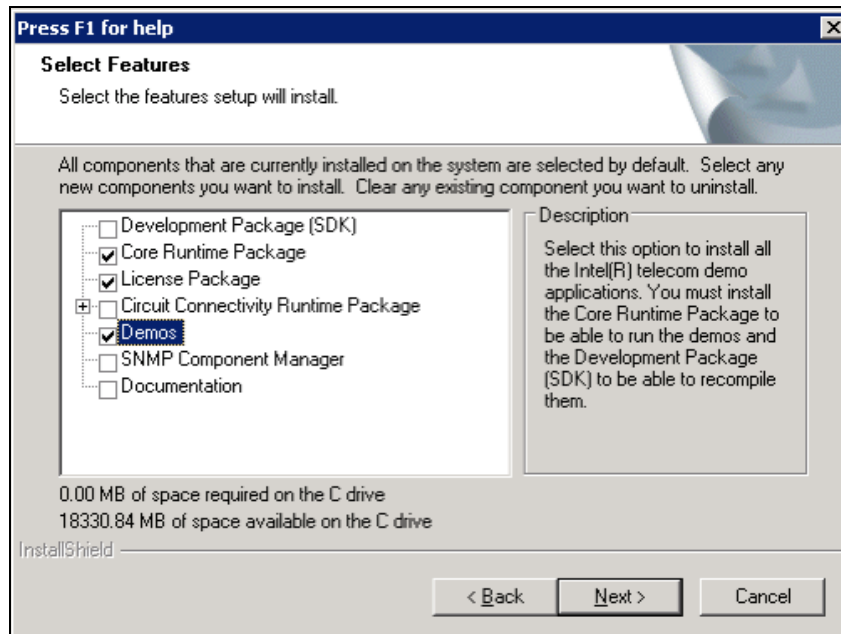 Press F1 for help
Select Features
Select the features setup will install.
All components that are currently installed on the system are selected by default. Select any
new components you want to install. Clear any existing component you want to uninstall.
Development Package (SDK)
Core Runtime Package
License Package
Circuit Connectivity Runtime Package
Demos
SNMP Component Manager
Documentation
Description
Select this option to install all
the Intel(R) telecom demo
applications. You must install
the Core Runtime Package to
be able to run the demos and
the Development Package
(SDK) to be able to recompile
them.
0.00 MB of space required on the C drive
18330.84 MB of space available on the C drive
InstallShield
< Back
Next >
Cancel